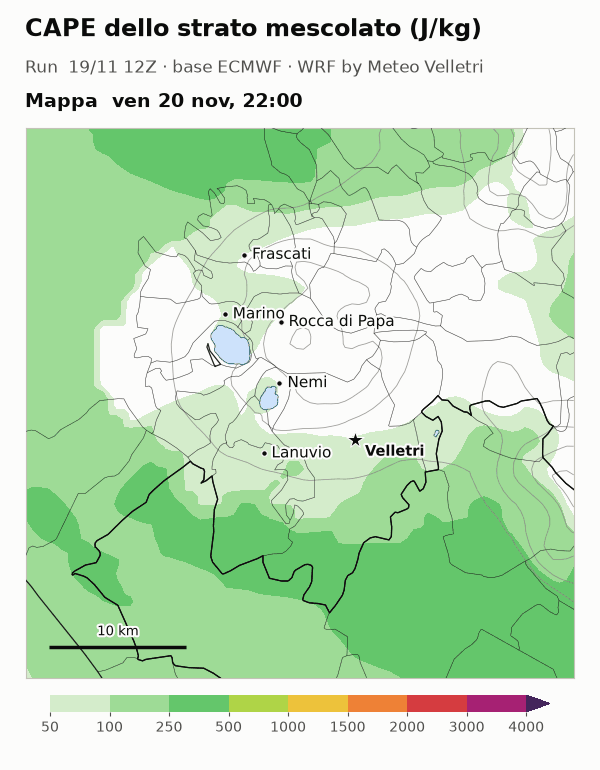 CAPE dello strato mescolato (J/kg)
Run  19/11 12Z · base ECMWF · WRF by Meteo Velletri
Mappa  ven 20 nov, 22:00
Frascati
Marino
Rocca di Papa
Nemi
Velletri
Lanuvio
10 km
50 100 250 500 1000 1500 2000 3000 4000